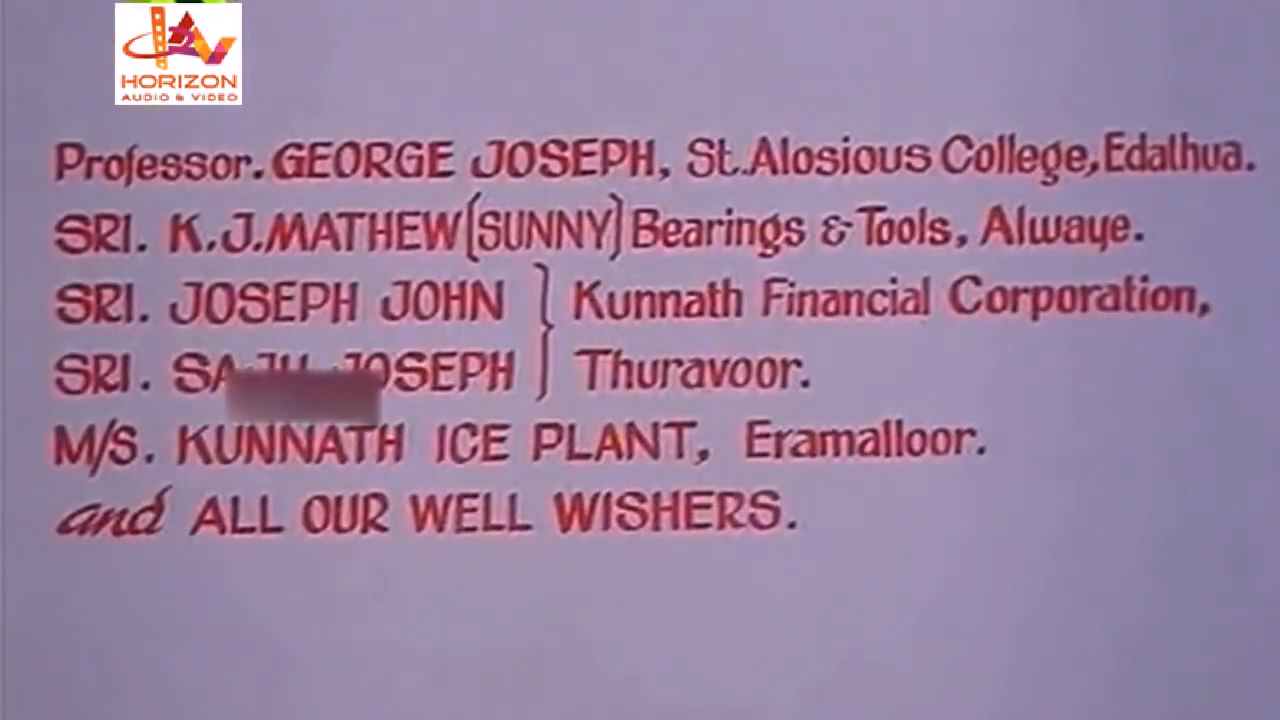 HORIZON
AUDIO & VIDEO
Professor. GEORGE JOSEPH, St. Alosious College, Edathua.
SRI. K.J.MATHEW (SUNNY) Bearings & Tools, Alwaye.
SRI. JOSEPH JOHN } Kunnath Financial Corporation,
SRI. SAJU JOSEPH } Thuravoor.
M/S. KUNNATH ICE PLANT, Eramalloor.
and ALL OUR WELL WISHERS.